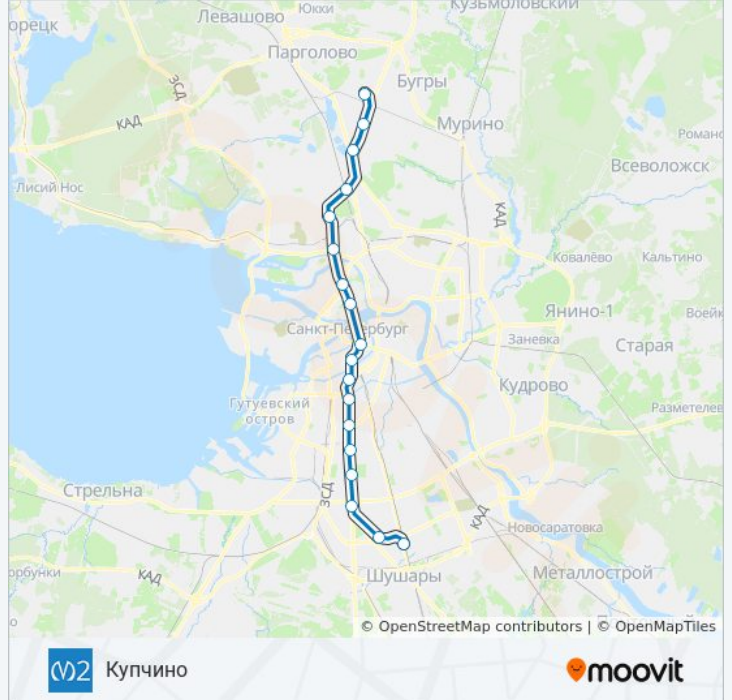 Кузьмоловский
Юкки
Левашово
орецк
Парголово
ЗСД
Бугры
КАД
Мурино
Романо
Всеволожск
Лисий Нос
КАД
Ковалёво
Кальтино
Янино-1
Воейк
Санкт-Петербург
Заневка
Старая
Кудрово
Гутуевский
остров
Разметелев
Стрельна
ЗСД
КАД
Новосаратовка
орбунки
КАД
Шушары
Металлострой
о
© OpenStreetMap contributors | © OpenMapTiles
(М)2 Купчино
moovit